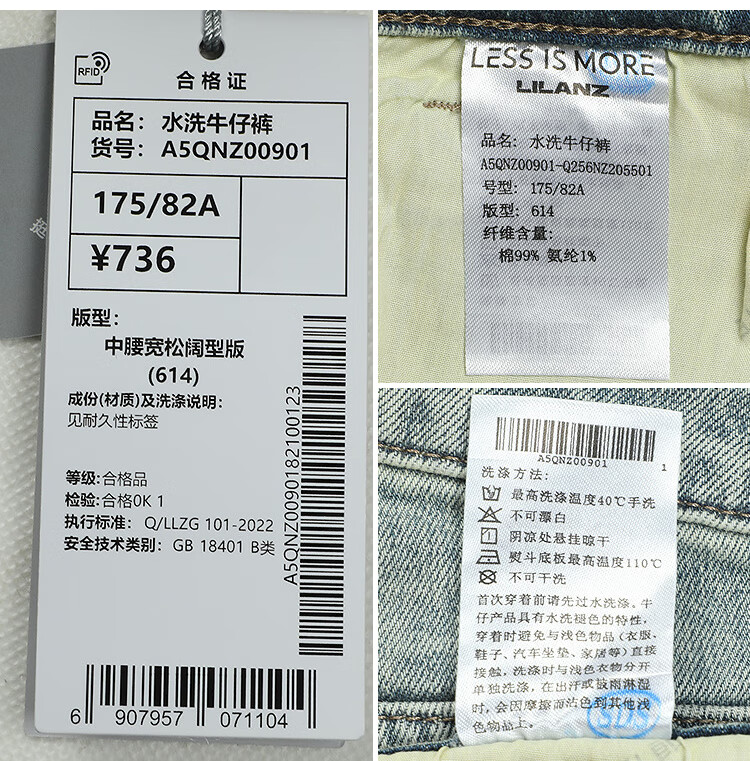 RFID
合格证
品名: 水洗牛仔裤
货号: A5QNZ00901
175/82A
¥736
版型:
中腰宽松阔型版
(614)
成份(材质)及洗涤说明:
见耐久性标签
等级:合格品
检验:合格OK 1
执行标准: Q/LLZG 101-2022
安全技术类别: GB 18401 B类
A5QNZ0090182100123
6 907957 071104
LESS IS MORE
LILANZ
品名: 水洗牛仔裤
A5QNZ00901-Q256NZ205501
号型: 175/82A
版型: 614
纤维含量:
棉99% 氨纶1%
A5QNZ00901
1
洗涤方法:
最高洗涤温度40℃手洗
不可漂白
阴凉处悬挂晾干
熨斗底板最高温度110℃
不可干洗
首次穿着前请先过水洗涤、牛
仔产品具有水洗褪色的特性,
穿着时避免与浅色物品(衣服、
鞋子、汽车坐垫、家居等)直接
接触, 洗涤时与浅色衣物分开
单独洗涤, 在出汗或被雨淋湿
时, 会因摩擦而沾色到其他浅
色物品上。
SDS